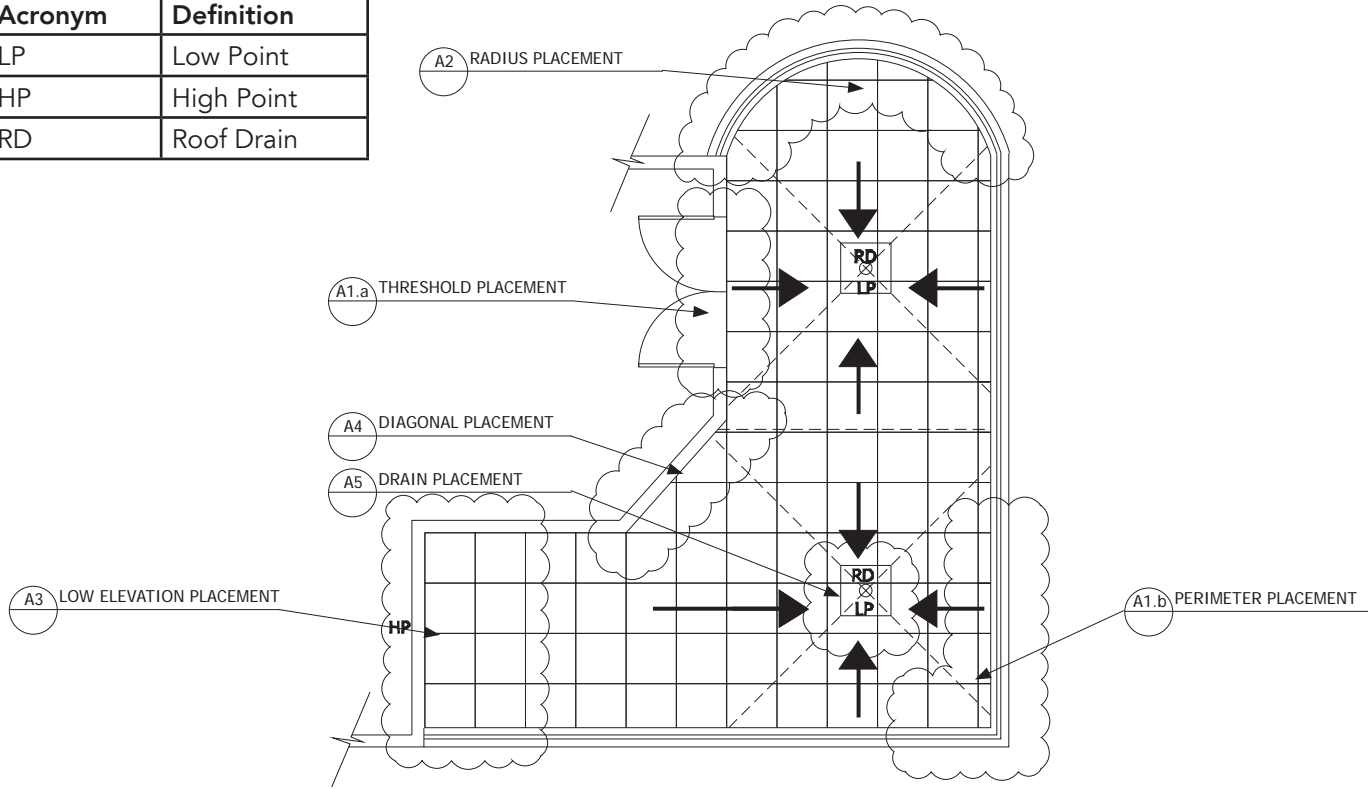 Acronym Definition
LP Low Point
HP High Point
RD Roof Drain
A2 RADIUS PLACEMENT
RD
LP
A1.a THRESHOLD PLACEMENT
A4 DIAGONAL PLACEMENT
A5 DRAIN PLACEMENT
RD
LP
A3 LOW ELEVATION PLACEMENT
HP
A1.b PERIMETER PLACEMENT